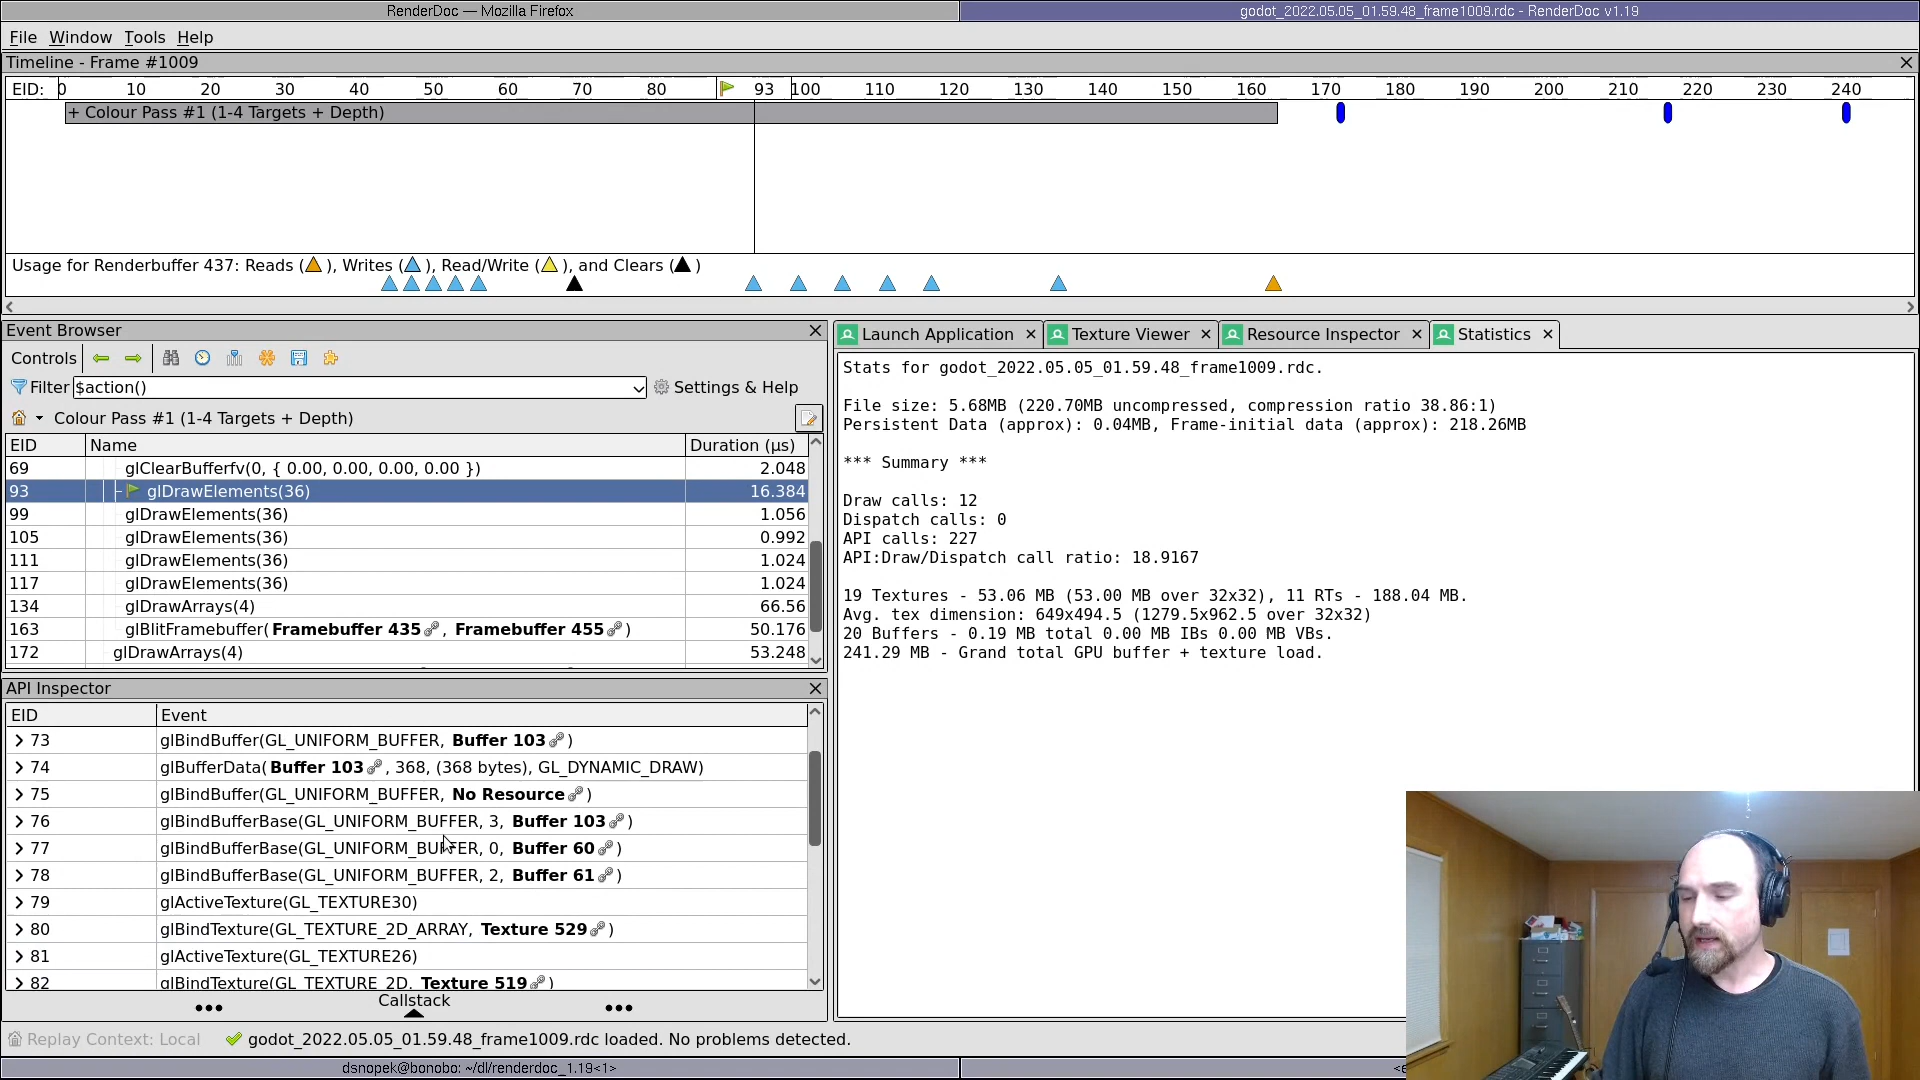 RenderDoc — Mozilla Firefox
godot_2022.05.05_01.59.48_frame1009.rdc - RenderDoc v1.19
File Window Tools Help
Timeline - Frame #1009
EID: 0 10 20 30 40 50 60 70 80 93 100 110 120 130 140 150 160 170 180 190 200 210 220 230 240
+ Colour Pass #1 (1-4 Targets + Depth)
Usage for Renderbuffer 437: Reads ( ), Writes ( ), Read/Write ( ), and Clears ( )
Event Browser
Controls
Filter $action() Settings & Help
Colour Pass #1 (1-4 Targets + Depth)
EID Name Duration (µs)
69 glClearBufferfv(0, { 0.00, 0.00, 0.00, 0.00 }) 2.048
93 glDrawElements(36) 16.384
99 glDrawElements(36) 1.056
105 glDrawElements(36) 0.992
111 glDrawElements(36) 1.024
117 glDrawElements(36) 1.024
134 glDrawArrays(4) 66.56
163 glBlitFramebuffer( Framebuffer 435 , Framebuffer 455 ) 50.176
172 glDrawArrays(4) 53.248
API Inspector
EID Event
73 glBindBuffer(GL_UNIFORM_BUFFER, Buffer 103 )
74 glBufferData( Buffer 103 , 368, (368 bytes), GL_DYNAMIC_DRAW)
75 glBindBuffer(GL_UNIFORM_BUFFER, No Resource )
76 glBindBufferBase(GL_UNIFORM_BUFFER, 3, Buffer 103 )
77 glBindBufferBase(GL_UNIFORM_BUFFER, 0, Buffer 60 )
78 glBindBufferBase(GL_UNIFORM_BUFFER, 2, Buffer 61 )
79 glActiveTexture(GL_TEXTURE30)
80 glBindTexture(GL_TEXTURE_2D_ARRAY, Texture 529 )
81 glActiveTexture(GL_TEXTURE26)
82 glBindTexture(GL_TEXTURE_2D, Texture 519 )
Callstack
Launch Application Texture Viewer Resource Inspector Statistics
Stats for godot_2022.05.05_01.59.48_frame1009.rdc.
File size: 5.68MB (220.70MB uncompressed, compression ratio 38.86:1)
Persistent Data (approx): 0.04MB, Frame-initial data (approx): 218.26MB
*** Summary ***
Draw calls: 12
Dispatch calls: 0
API calls: 227
API:Draw/Dispatch call ratio: 18.9167
19 Textures - 53.06 MB (53.00 MB over 32x32), 11 RTs - 188.04 MB.
Avg. tex dimension: 649x494.5 (1279.5x962.5 over 32x32)
20 Buffers - 0.19 MB total 0.00 MB IBs 0.00 MB VBs.
241.29 MB - Grand total GPU buffer + texture load.
Replay Context: Local godot_2022.05.05_01.59.48_frame1009.rdc loaded. No problems detected.
dsnopek@bonobo: ~/dl/renderdoc_1.19<1>